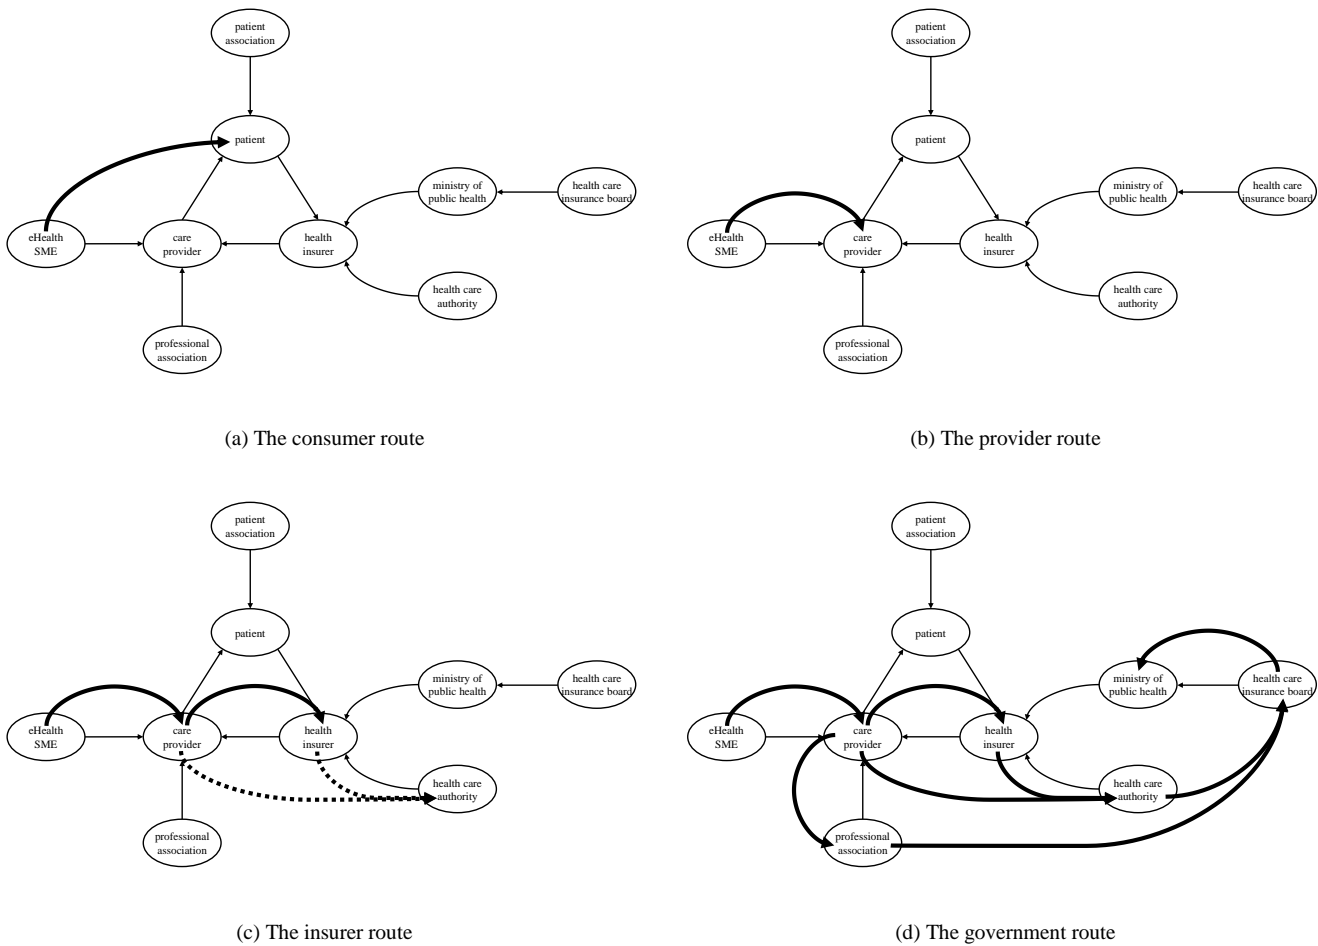 patient
association
patient
ministry of
public health
health care
insurance board
eHealth
SME
care
provider
health
insurer
health care
authority
professional
association
(a) The consumer route
patient
association
patient
ministry of
public health
health care
insurance board
eHealth
SME
care
provider
health
insurer
health care
authority
professional
association
(b) The provider route
patient
association
patient
ministry of
public health
health care
insurance board
eHealth
SME
care
provider
health
insurer
health care
authority
professional
association
(c) The insurer route
patient
association
patient
ministry of
public health
health care
insurance board
eHealth
SME
care
provider
health
insurer
health care
authority
professional
association
(d) The government route